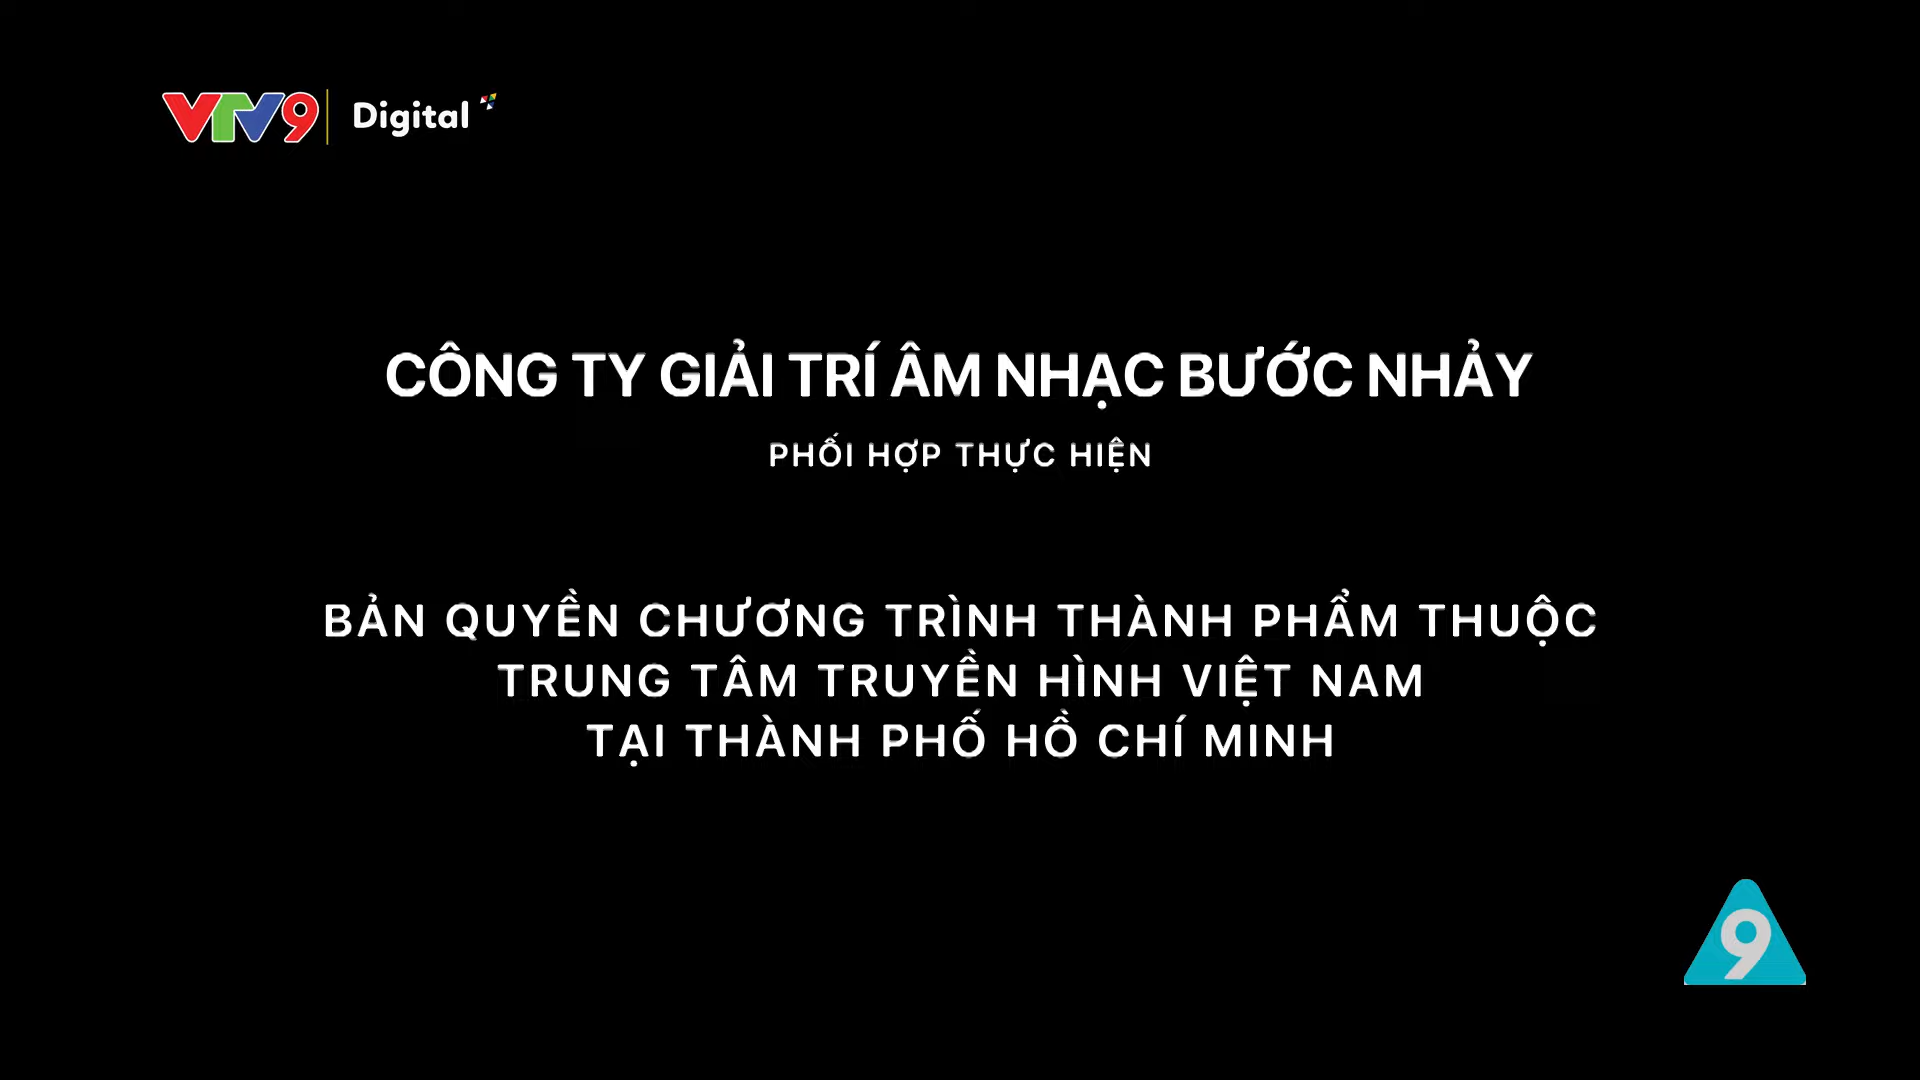 VTV9 Digital
CÔNG TY GIẢI TRÍ ÂM NHẠC BƯỚC NHẢY
PHỐI HỢP THỰC HIỆN
BẢN QUYỀN CHƯƠNG TRÌNH THÀNH PHẨM THUỘC
TRUNG TÂM TRUYỀN HÌNH VIỆT NAM
TẠI THÀNH PHỐ HỒ CHÍ MINH
9